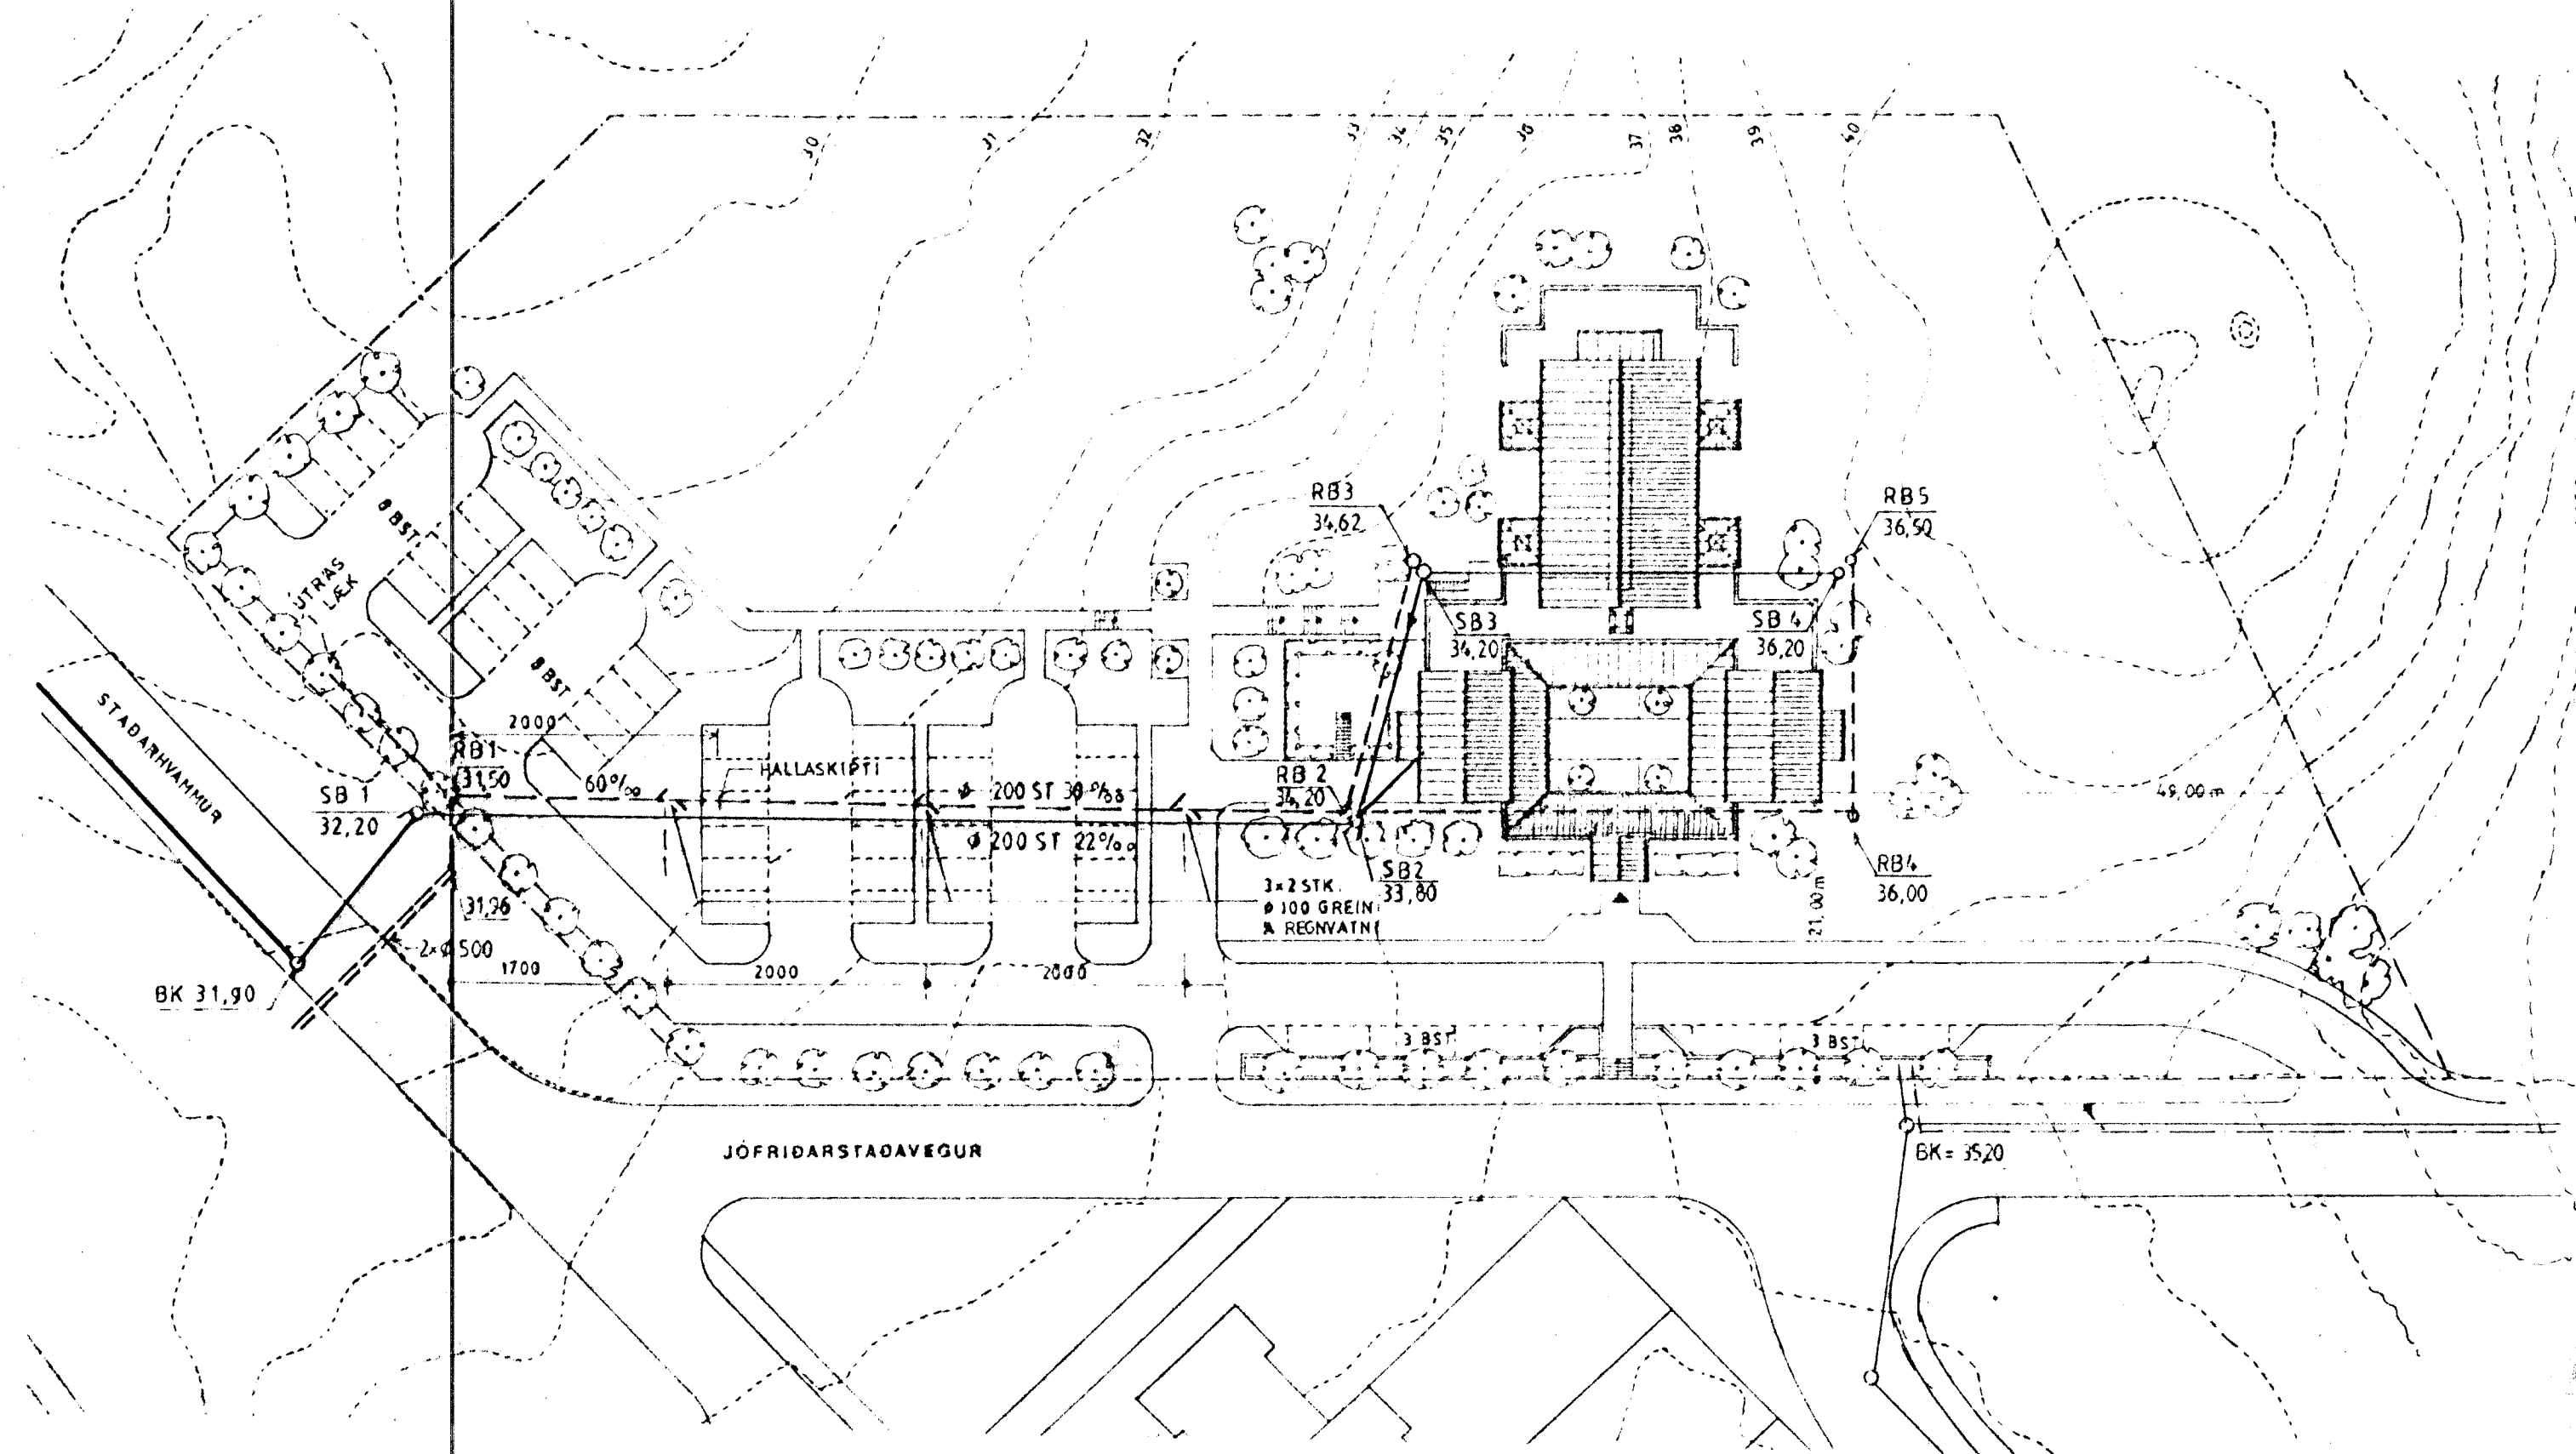 30
31
32
33
34
35
36
37
38
39
40
RB3
34,62
RB5
36,50
8 BST.
ÚTRÁS
LÆK
SB3
34,20
SB 4
36,20
8 BST
STAÐARHVAMMUR
2000
RB1
31,50
HALLASKIPTI
60‰
SB 1
32,20
ø 200 ST 30‰
ø 200 ST 22‰
RB 2
34,20
49,00 m
SB2
33,80
RB4
36,00
3x2 STK.
ø 100 GREIN
REGNVATN
21,00 m
31,96
2xø 500
1700
2000
2000
BK 31,90
3 BST
3 BST
JÓFRIÐARSTAÐAVEGUR
BK= 35,20